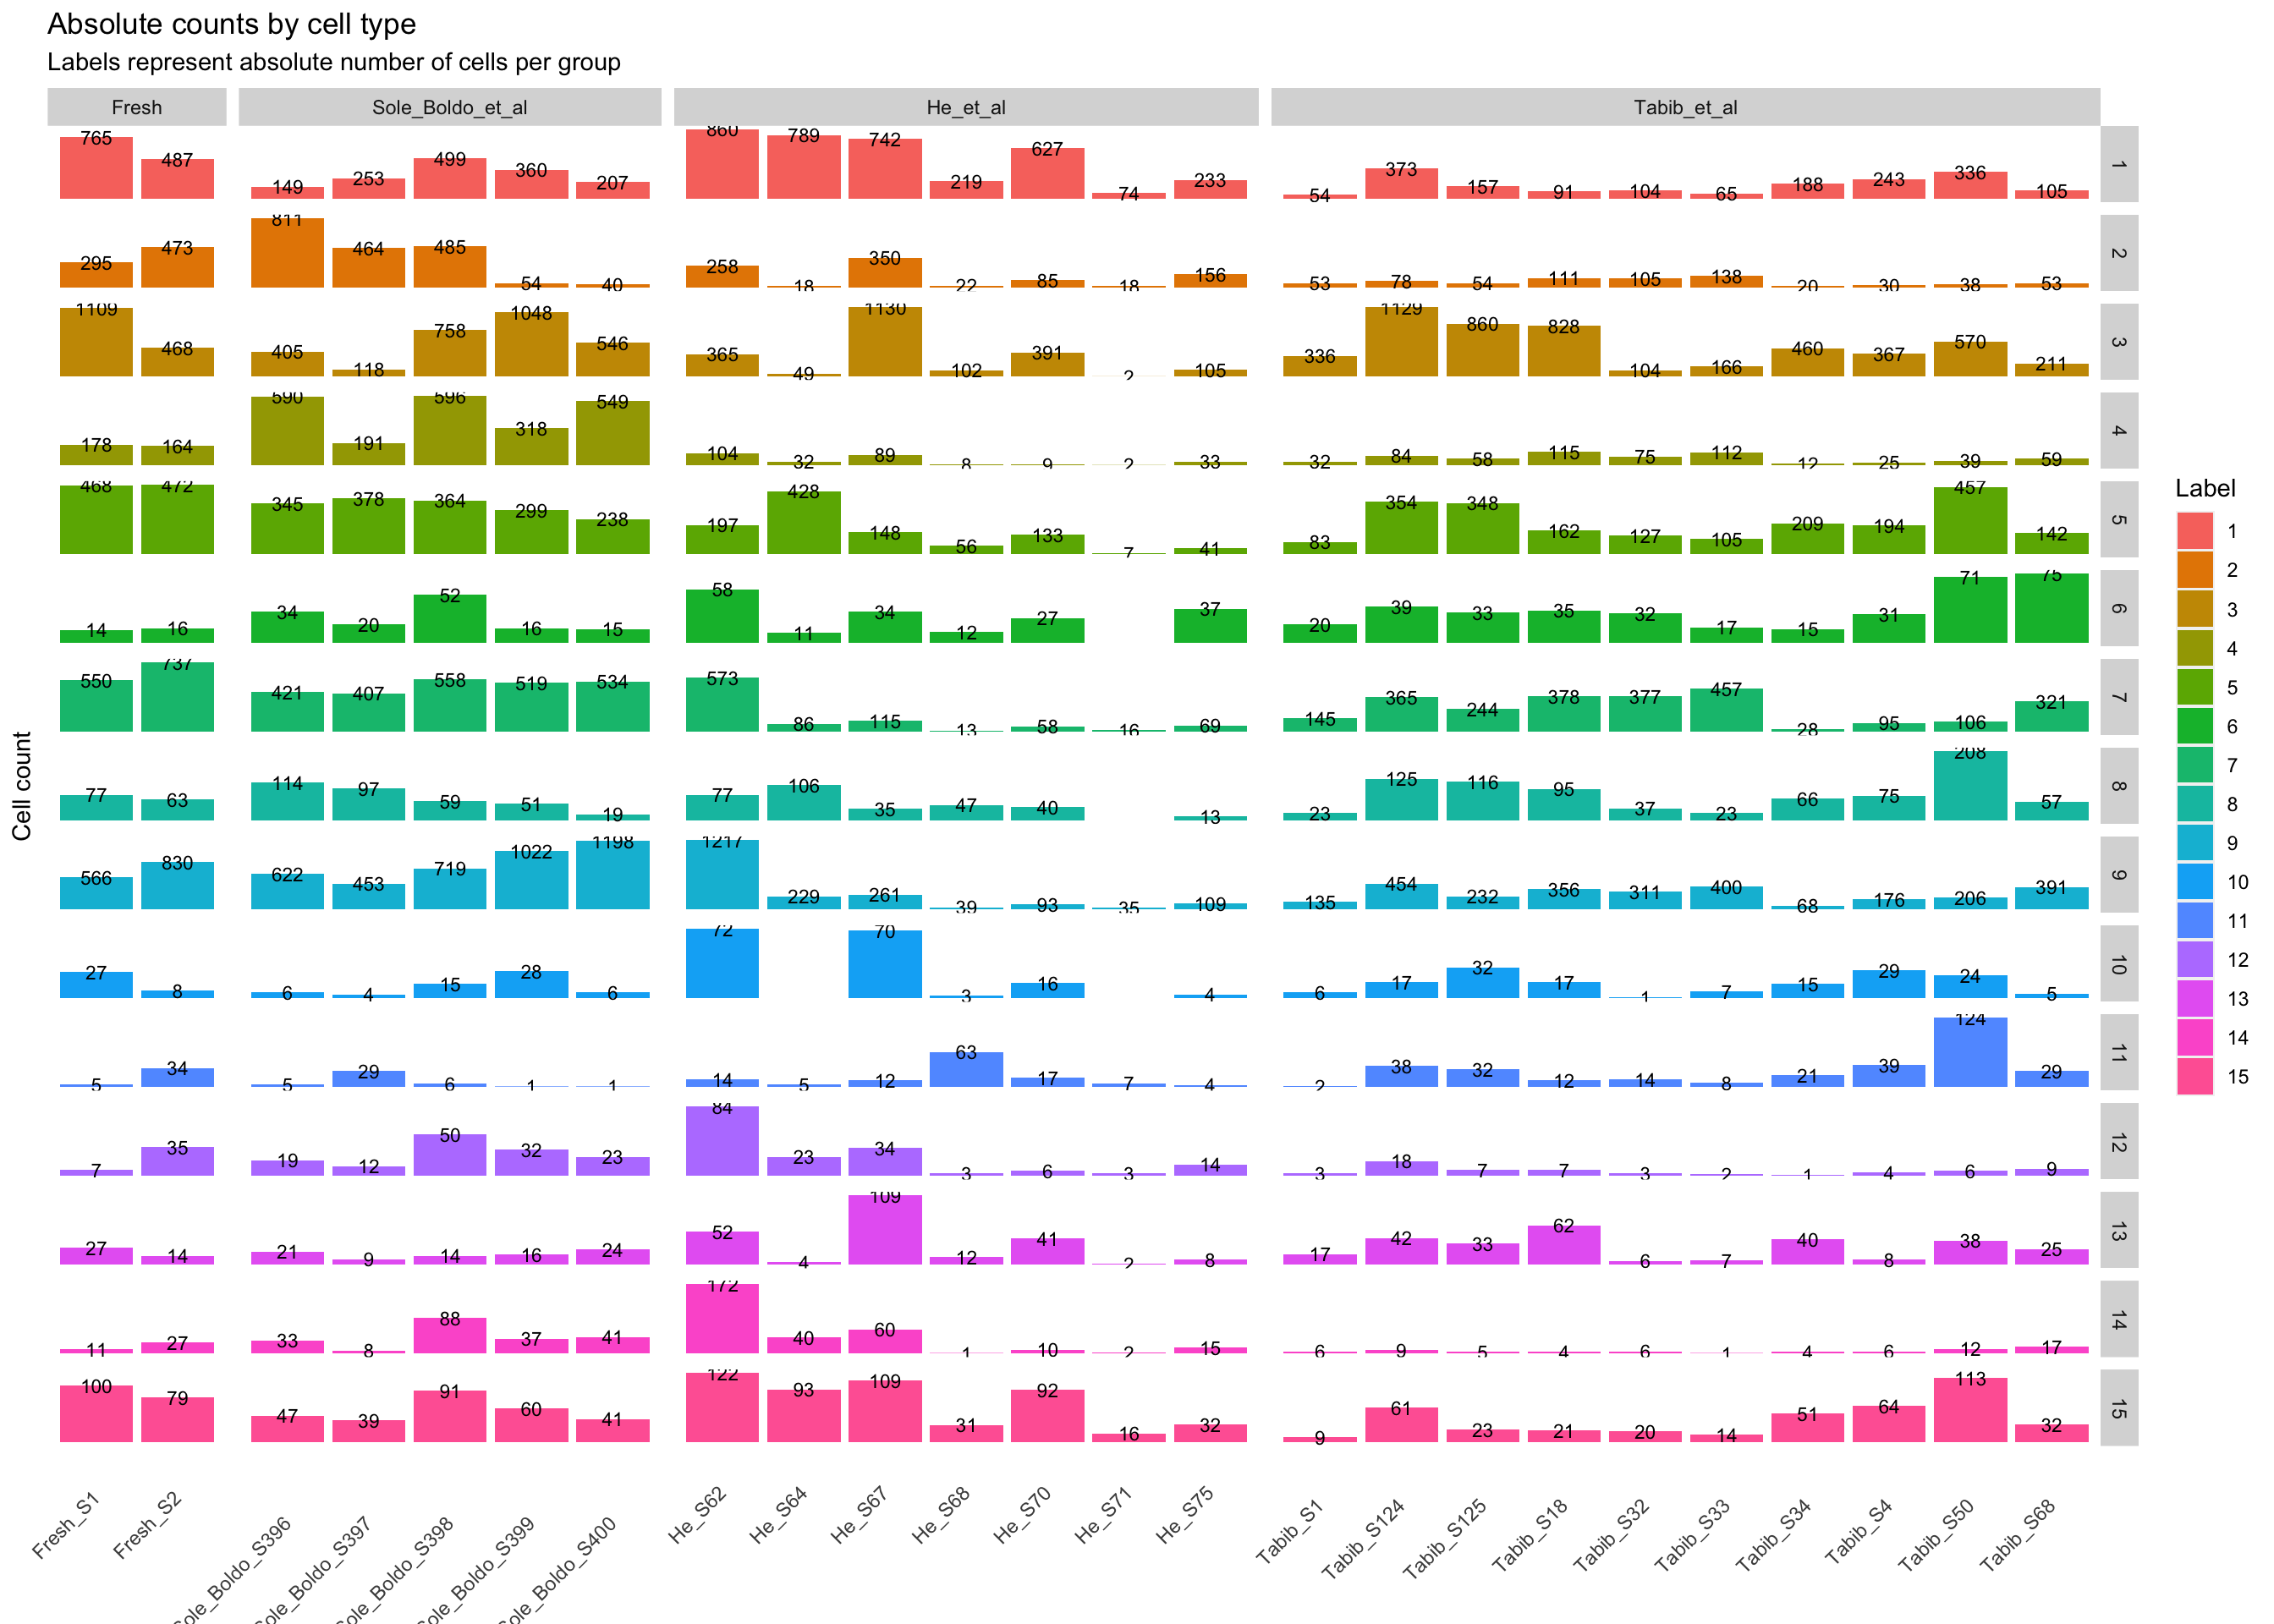 Absolute counts by cell type
Labels represent absolute number of cells per group
Fresh Sole_Boldo_et_al He_et_al Tabib_et_al
765 487 149 253 499 360 207 860 789 742 219 627 74 233 54 373 157 91 104 65 188 243 336 105 1
295 473 811 464 485 54 40 258 18 350 22 85 18 156 53 78 54 111 105 138 20 30 38 53 2
1109 468 405 118 758 1048 546 365 49 1130 102 391 2 105 336 1129 860 828 104 166 460 367 570 211 3
178 164 590 191 596 318 549 104 32 89 8 9 2 33 32 84 58 115 75 112 12 25 39 59 4
468 472 345 378 364 299 238 197 428 148 56 133 7 41 83 354 348 162 127 105 209 194 457 142 5
14 16 34 20 52 16 15 58 11 34 12 27 37 20 39 33 35 32 17 15 31 71 75 6
550 737 421 407 558 519 534 573 86 115 13 58 16 69 145 365 244 378 377 457 28 95 106 321 7
77 63 114 97 59 51 19 77 106 35 47 40 13 23 125 116 95 37 23 66 75 208 57 8
566 830 622 453 719 1022 1198 1217 229 261 39 93 35 109 135 454 232 356 311 400 68 176 206 391 9
27 8 6 4 15 28 6 72 70 3 16 4 6 17 32 17 1 7 15 29 24 5 10
5 34 5 29 6 1 1 14 5 12 63 17 7 4 2 38 32 12 14 8 21 39 124 29 11
7 35 19 12 50 32 23 84 23 34 3 6 3 14 3 18 7 7 3 2 1 4 6 9 12
27 14 21 9 14 16 24 52 4 109 12 41 2 8 17 42 33 62 6 7 40 8 38 25 13
11 27 33 8 88 37 41 172 40 60 1 10 2 15 6 9 5 4 6 1 4 6 12 17 14
100 79 47 39 91 60 41 122 93 109 31 92 16 32 9 61 23 21 20 14 51 64 113 32 15
Cell count
Fresh_S1 Fresh_S2 Sole_Boldo_S396 Sole_Boldo_S397 Sole_Boldo_S398 Sole_Boldo_S399 Sole_Boldo_S400 He_S62 He_S64 He_S67 He_S68 He_S70 He_S71 He_S75 Tabib_S1 Tabib_S124 Tabib_S125 Tabib_S18 Tabib_S32 Tabib_S33 Tabib_S34 Tabib_S4 Tabib_S50 Tabib_S68
Label
1
2
3
4
5
6
7
8
9
10
11
12
13
14
15